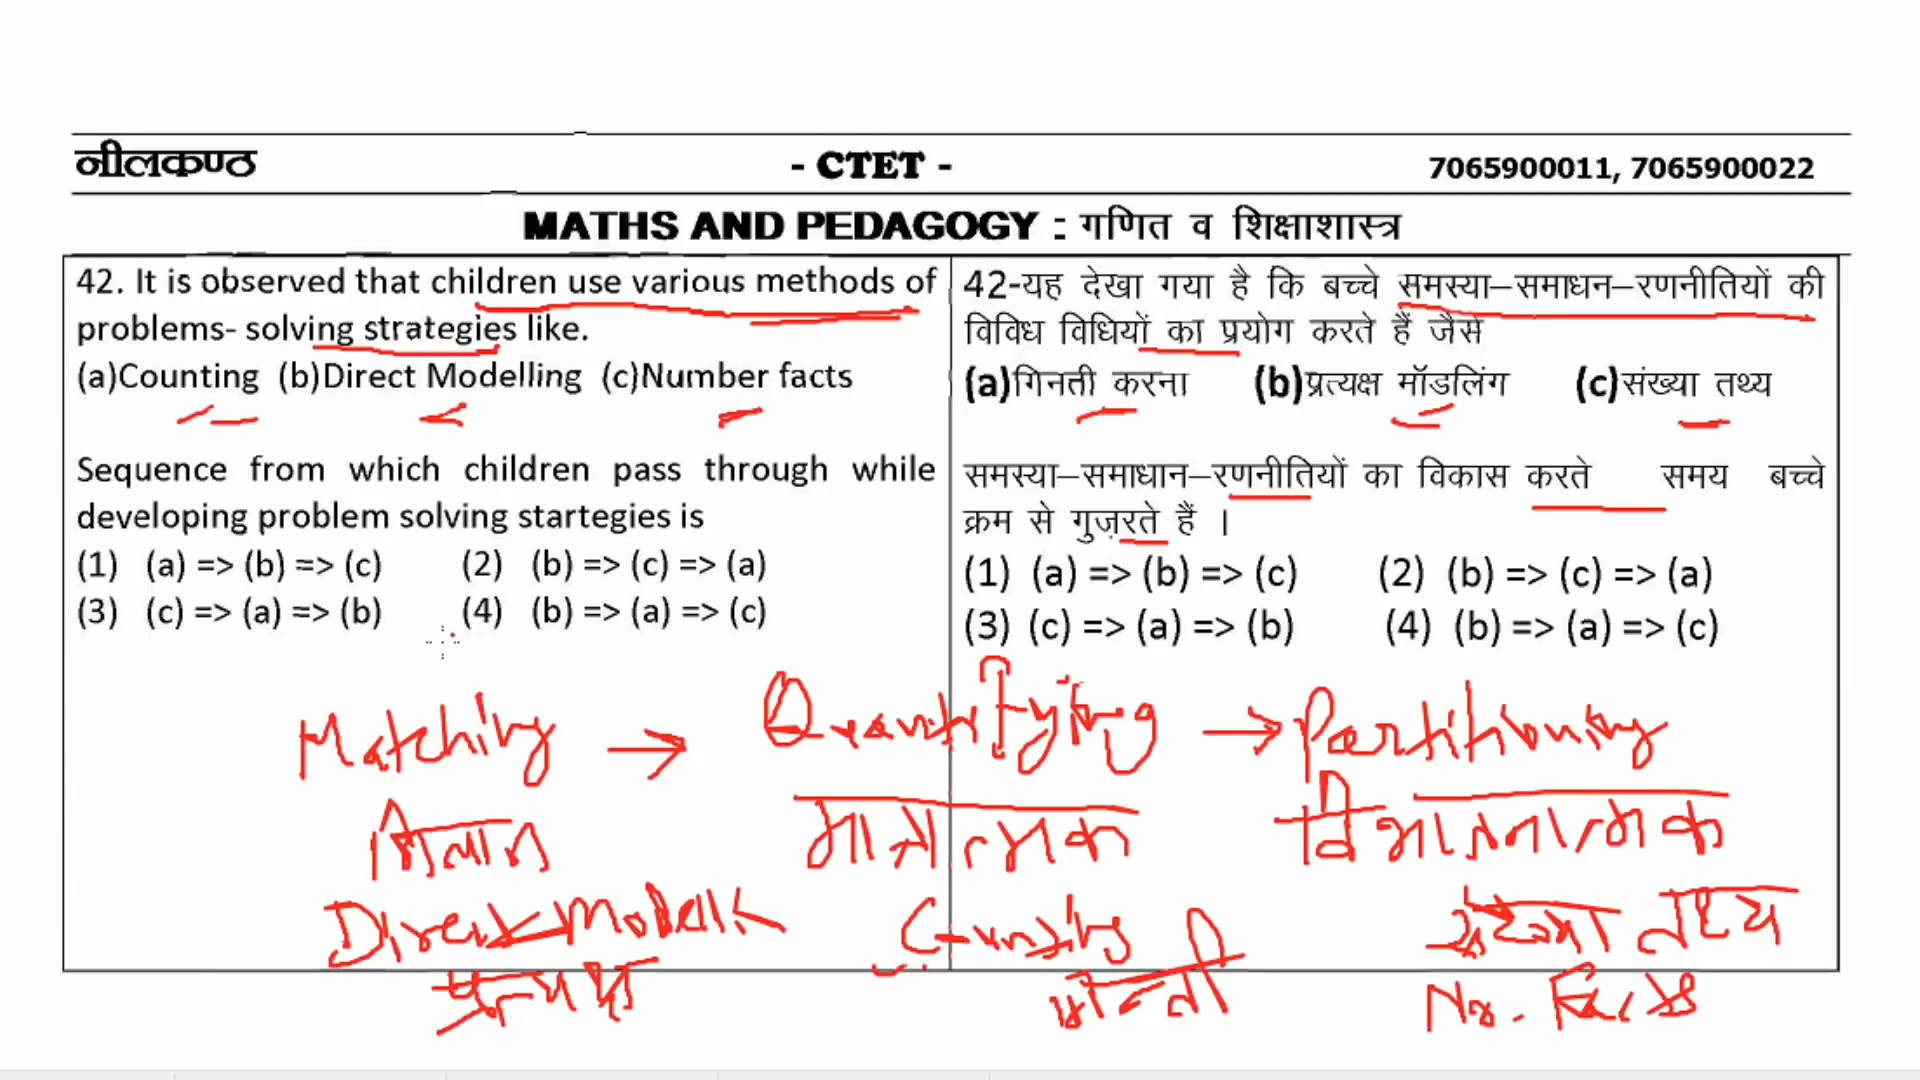 नीलकण्ठ - CTET - 7065900011, 7065900022
MATHS AND PEDAGOGY : गणित व शिक्षाशास्त्र
42. It is observed that children use various methods of
problems- solving strategies like.
(a)Counting (b)Direct Modelling (c)Number facts
Sequence from which children pass through while
developing problem solving startegies is
(1) (a) => (b) => (c) (2) (b) => (c) => (a)
(3) (c) => (a) => (b) (4) (b) => (a) => (c)
42-यह देखा गया है कि बच्चे समस्या–समाधन–रणनीतियों की
विविध विधियों का प्रयोग करते हैं जैसे
(a)गिनती करना (b)प्रत्यक्ष मॉडलिंग (c)संख्या तथ्य
समस्या–समाधान–रणनीतियों का विकास करते समय बच्चे
क्रम से गुज़रते हैं ।
(1) (a) => (b) => (c) (2) (b) => (c) => (a)
(3) (c) => (a) => (b) (4) (b) => (a) => (c)
Matching → Quantifying → Partitioning
मिलान मात्रात्मक विभाजनात्मक
Direct Modell Counting संख्या तथ्य
प्रत्यक्ष No. Facts